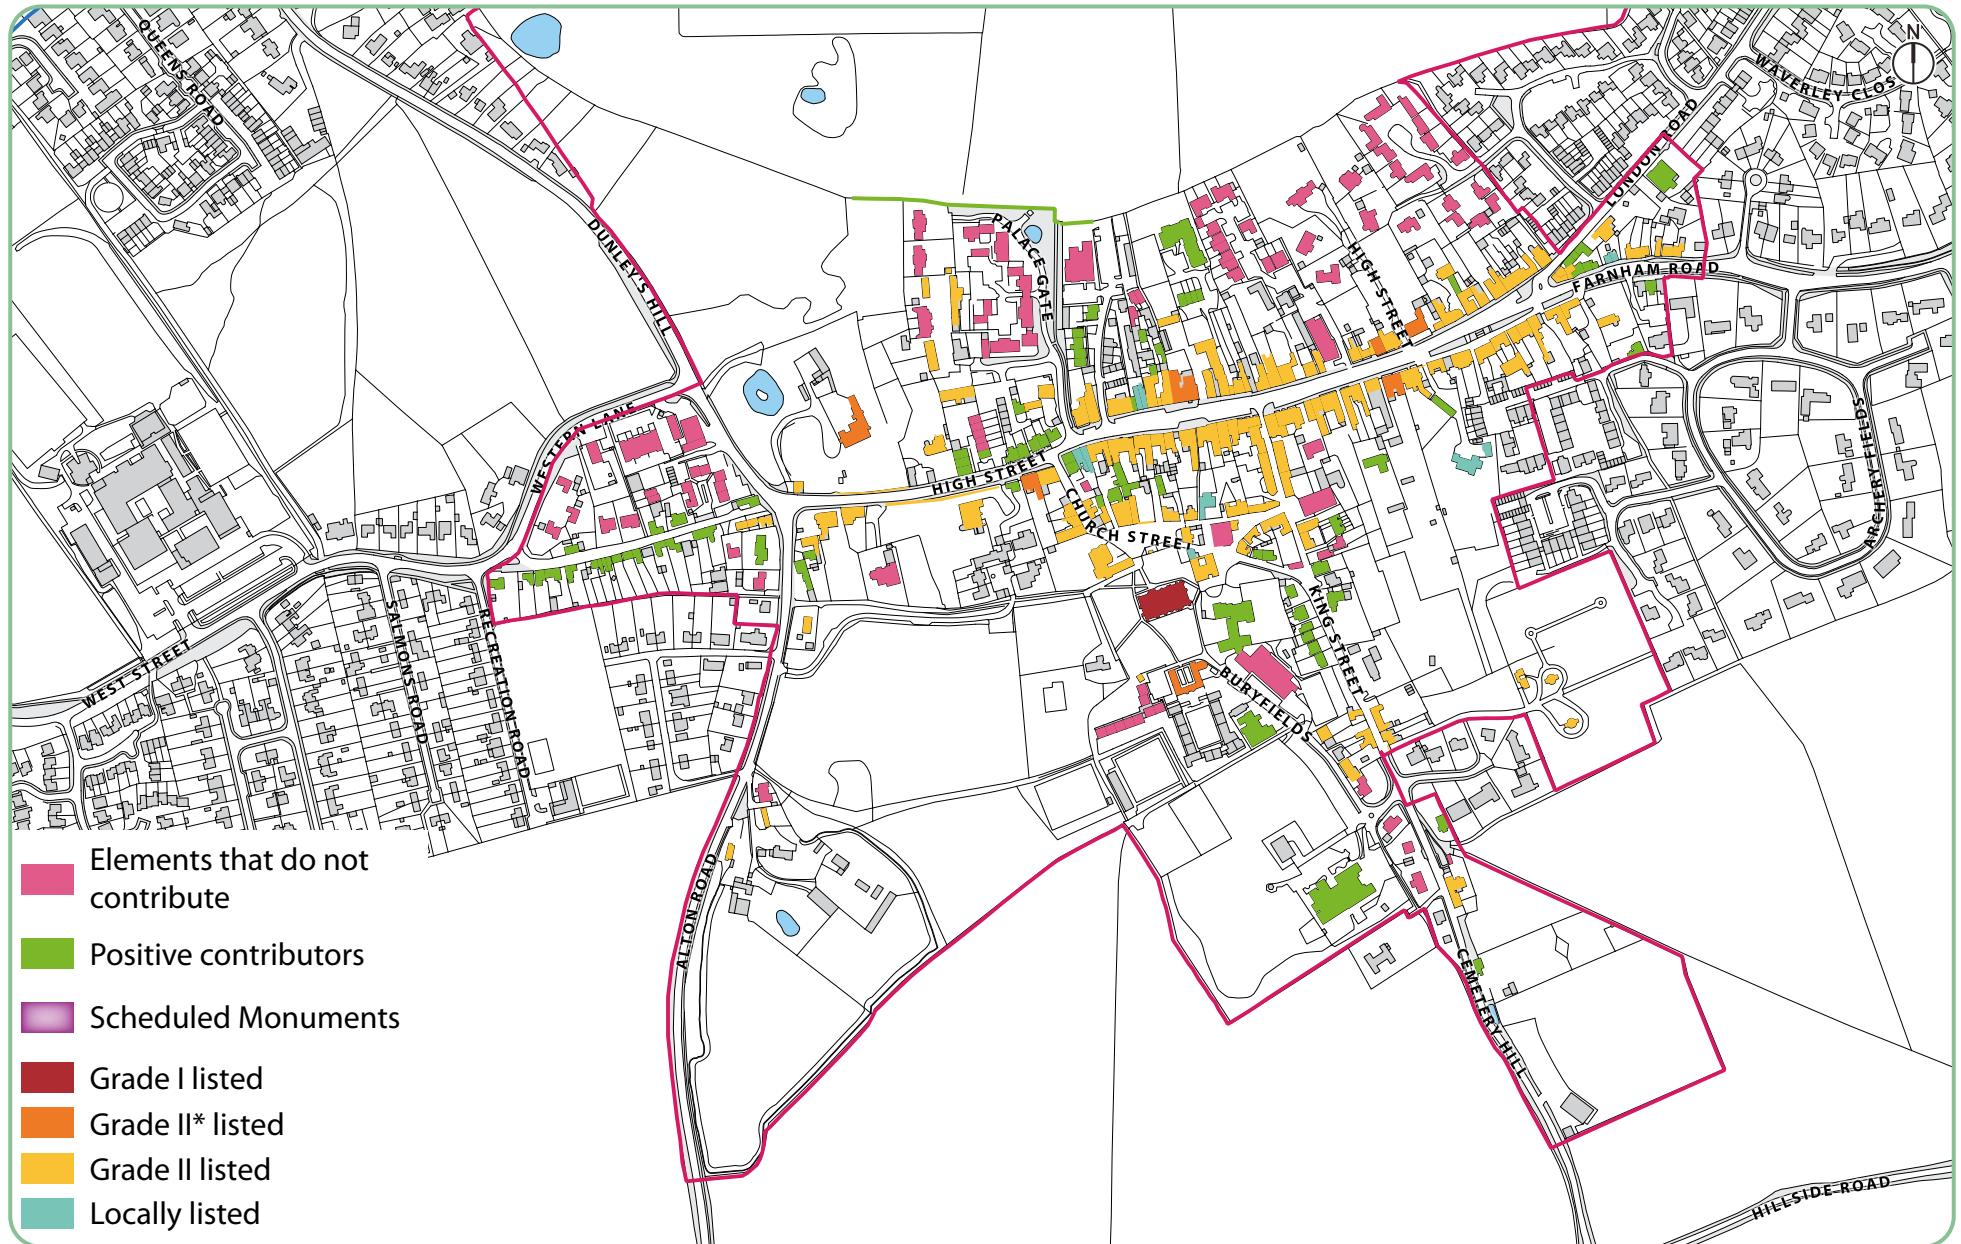 QUEENS ROAD
N
WAVERLEY CLOS
LONDON ROAD
DUNLEY'S HILL
PALACE GATE
HIGH STREET
FARNHAM ROAD
WESTERN LANE
HIGH STREET
ARCHERY FIELDS
CHURCH STREET
KING STREET
SALMONS ROAD
RECREATION ROAD
WEST STREET
BURYFIELDS
ALTON ROAD
CEMETERY HILL
HILLSIDE ROAD
Elements that do not
contribute
Positive contributors
Scheduled Monuments
Grade I listed
Grade II* listed
Grade II listed
Locally listed